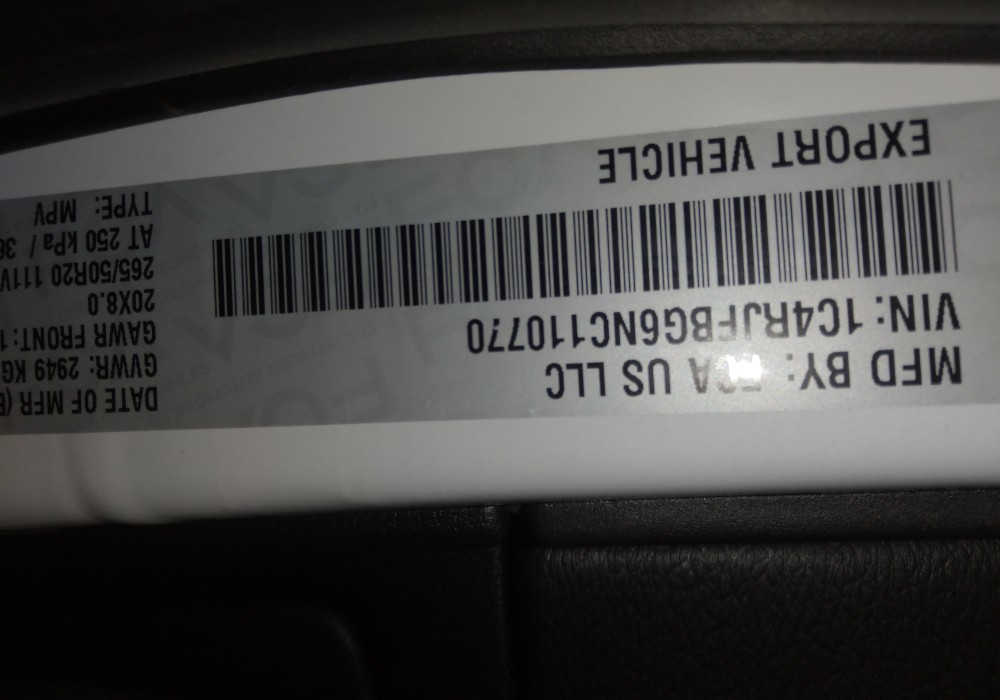 MFD BY: FCA US LLC
VIN: 1C4RJFBG6NC110770
EXPORT VEHICLE
DATE OF MFR
GVWR: 2949 KG
GAWR FRONT:
20X8.0
265/50R20 111V
AT 250 kPa / 36
TYPE: MPV